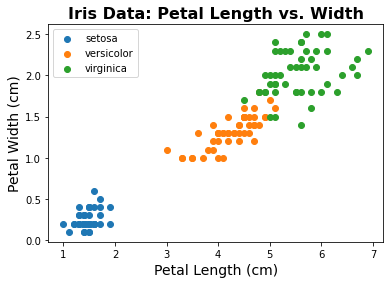 Iris Data: Petal Length vs. Width
setosa
versicolor
virginica
2.5
2.0
1.5
1.0
0.5
0.0
Petal Width (cm)
1 2 3 4 5 6 7
Petal Length (cm)